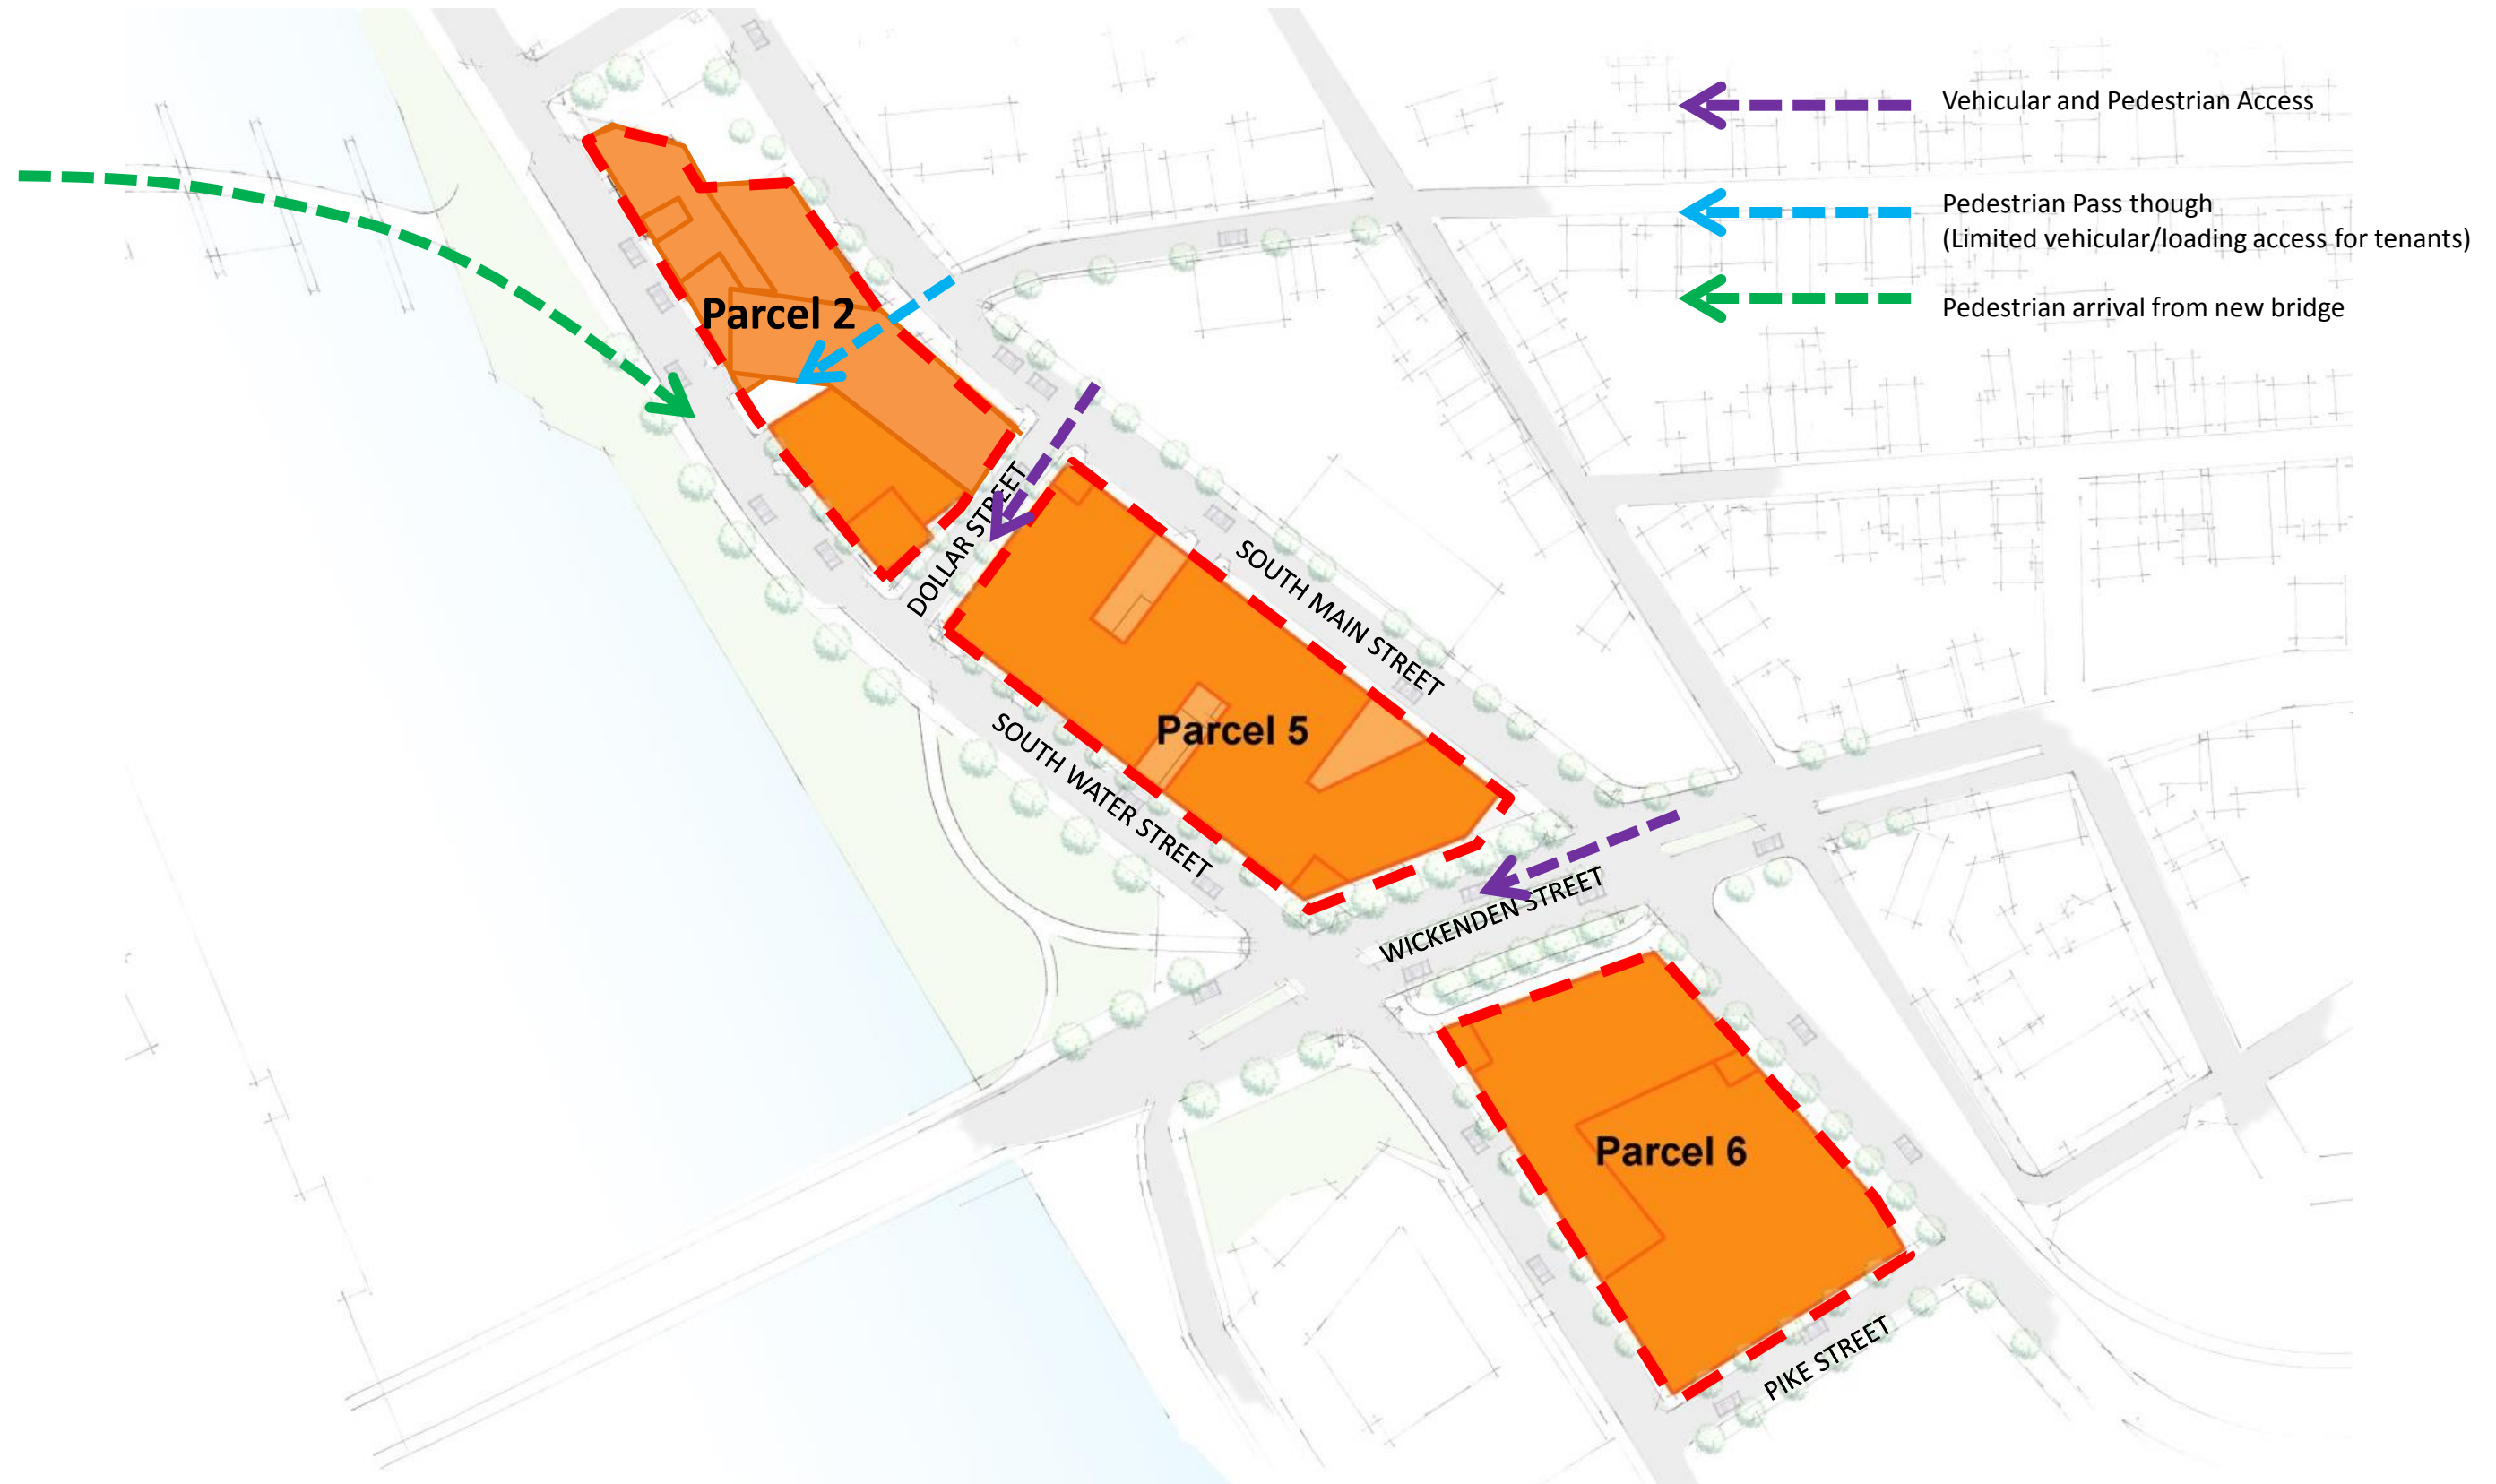 Vehicular and Pedestrian Access
Pedestrian Pass though
(Limited vehicular/loading access for tenants)
Pedestrian arrival from new bridge
Parcel 2
DOLLAR STREET
SOUTH MAIN STREET
Parcel 5
SOUTH WATER STREET
WICKENDEN STREET
Parcel 6
PIKE STREET